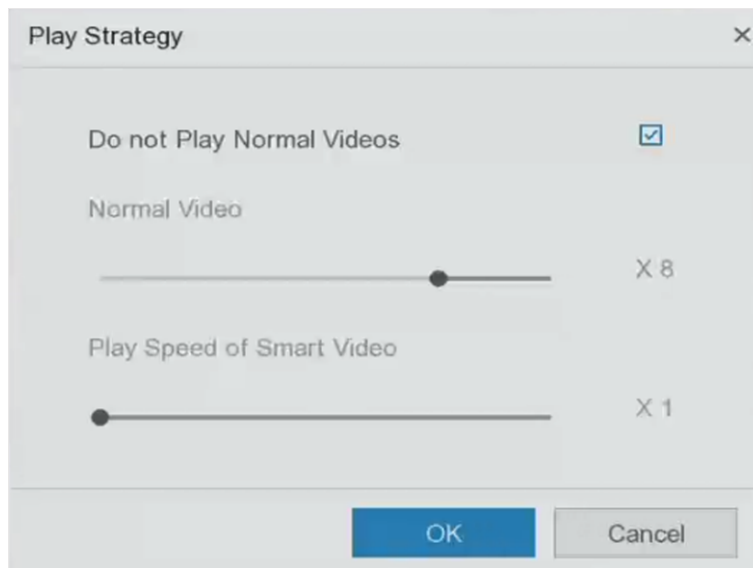 Play Strategy
Do not Play Normal Videos
Normal Video
X 8
Play Speed of Smart Video
X 1
OK
Cancel